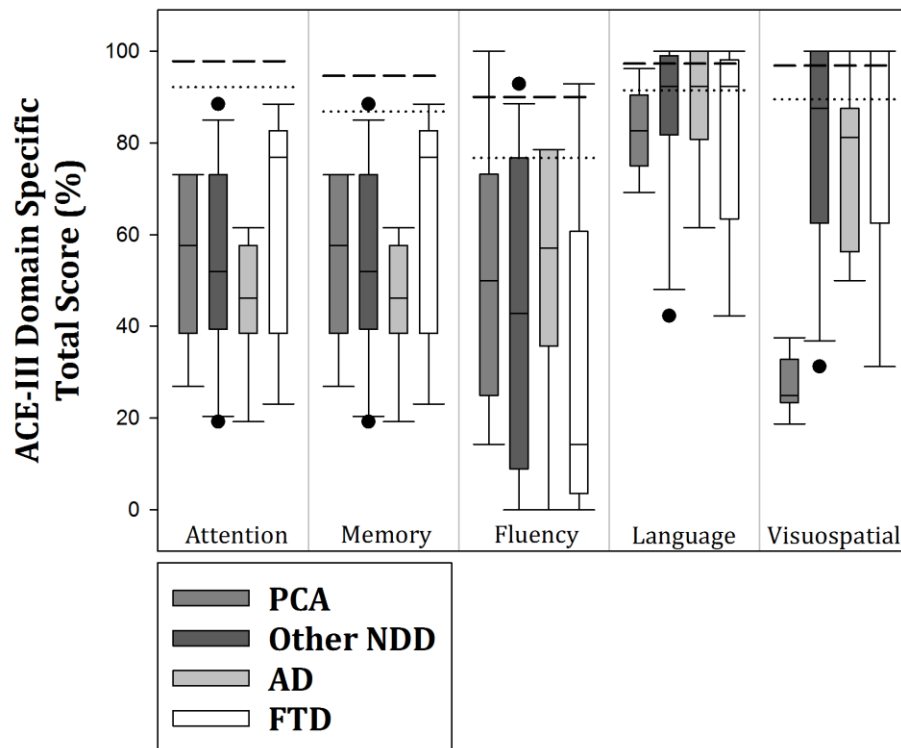 ACE-III Domain Specific
Total Score (%)
100
80
60
40
20
0
Attention
Memory
Fluency
Language
Visuospatial
PCA
Other NDD
AD
FTD